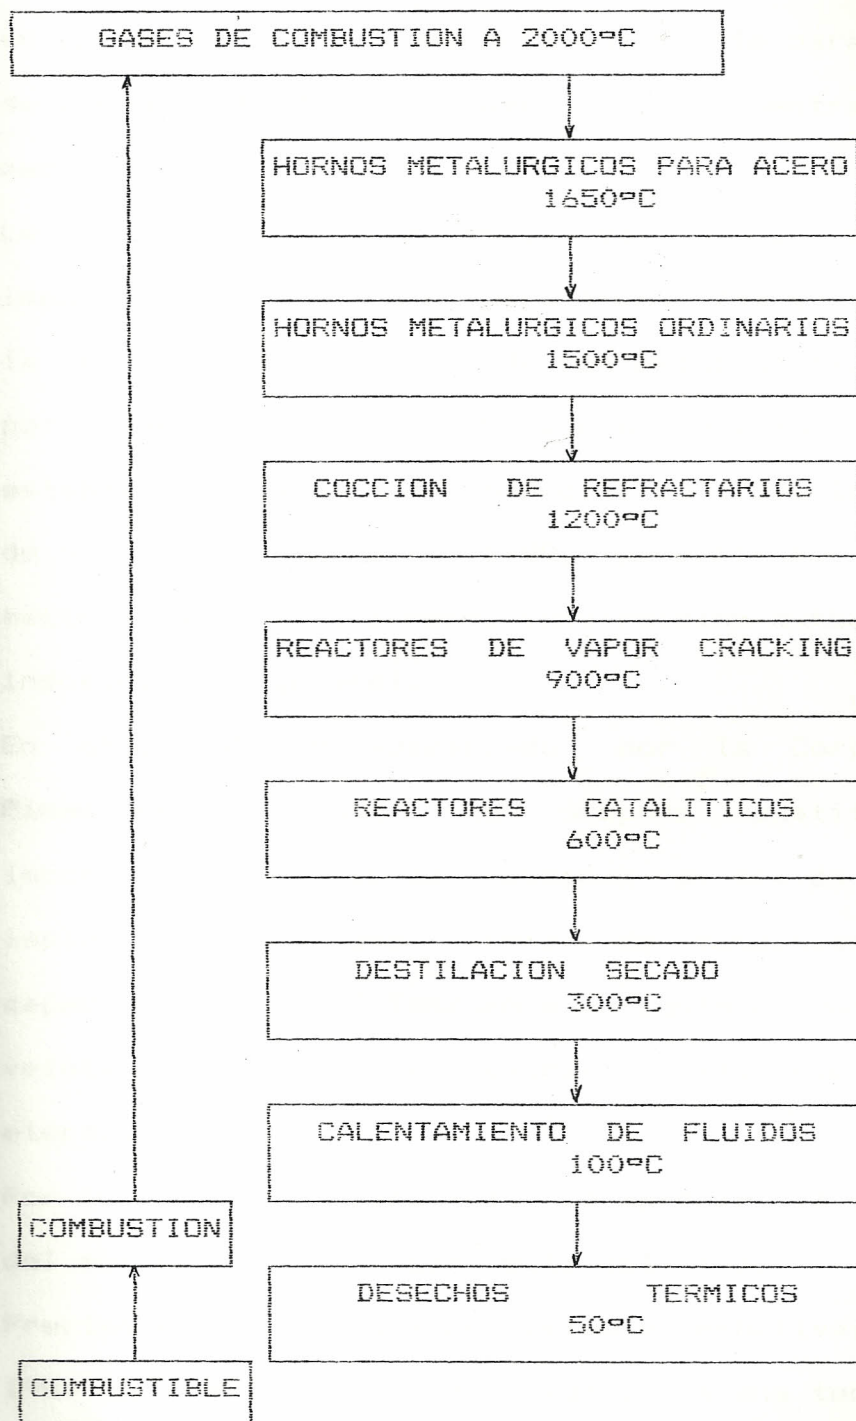 GASES DE COMBUSTION A 2000ºC
HORNOS METALURGICOS PARA ACERO
1650ºC
HORNOS METALURGICOS ORDINARIOS
1500ºC
COCCION DE REFRACTARIOS
1200ºC
REACTORES DE VAPOR CRACKING
900ºC
REACTORES CATALITICOS
600ºC
DESTILACION SECADO
300ºC
CALENTAMIENTO DE FLUIDOS
100ºC
COMBUSTION
DESECHOS TERMICOS
50ºC
COMBUSTIBLE